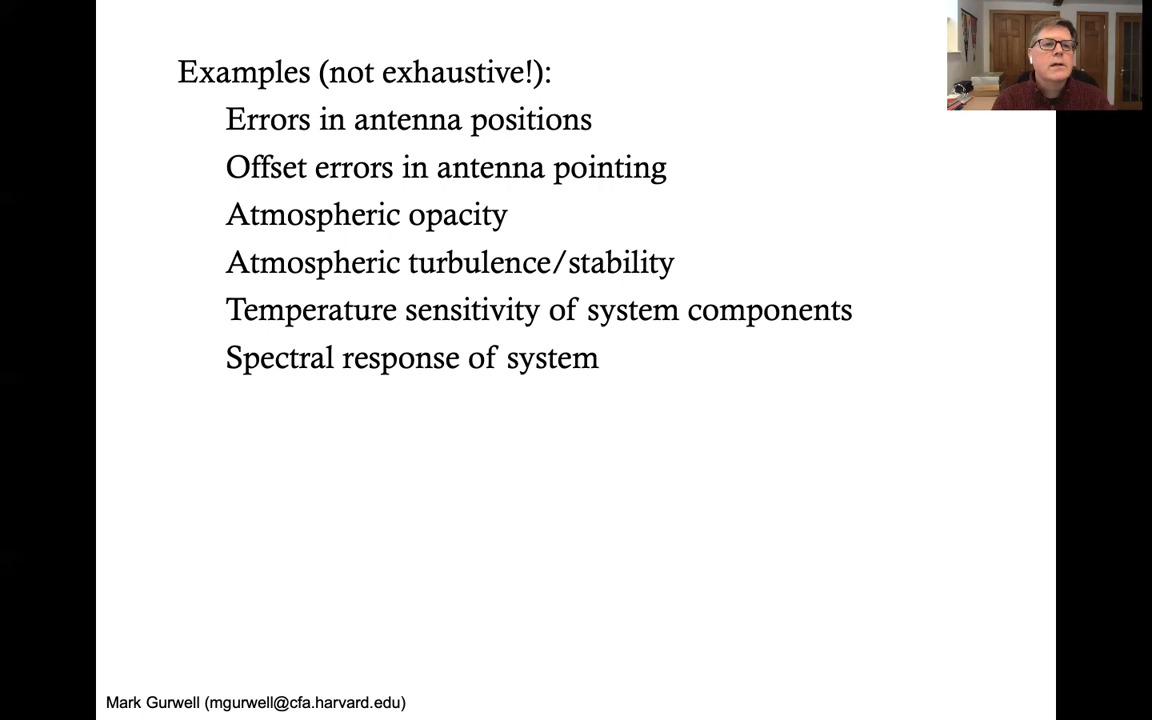 Examples (not exhaustive!):
Errors in antenna positions
Offset errors in antenna pointing
Atmospheric opacity
Atmospheric turbulence/stability
Temperature sensitivity of system components
Spectral response of system
Mark Gurwell (mgurwell@cfa.harvard.edu)